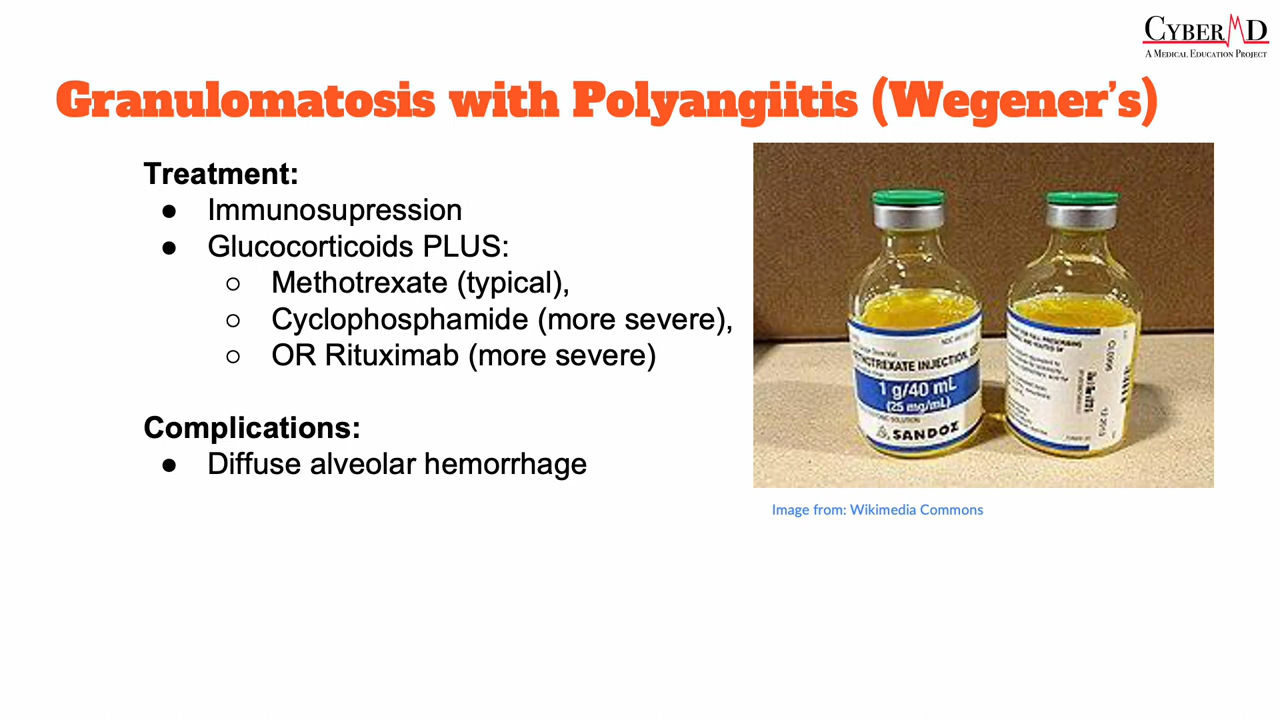 CYBERMD
A MEDICAL EDUCATION PROJECT
Granulomatosis with Polyangiitis (Wegener's)
Treatment:
● Immunosupression
● Glucocorticoids PLUS:
○ Methotrexate (typical),
○ Cyclophosphamide (more severe),
○ OR Rituximab (more severe)
Complications:
● Diffuse alveolar hemorrhage
INJECTION,
1 g/40 mL
(25 mg/mL)
SANDOZ
Image from: Wikimedia Commons